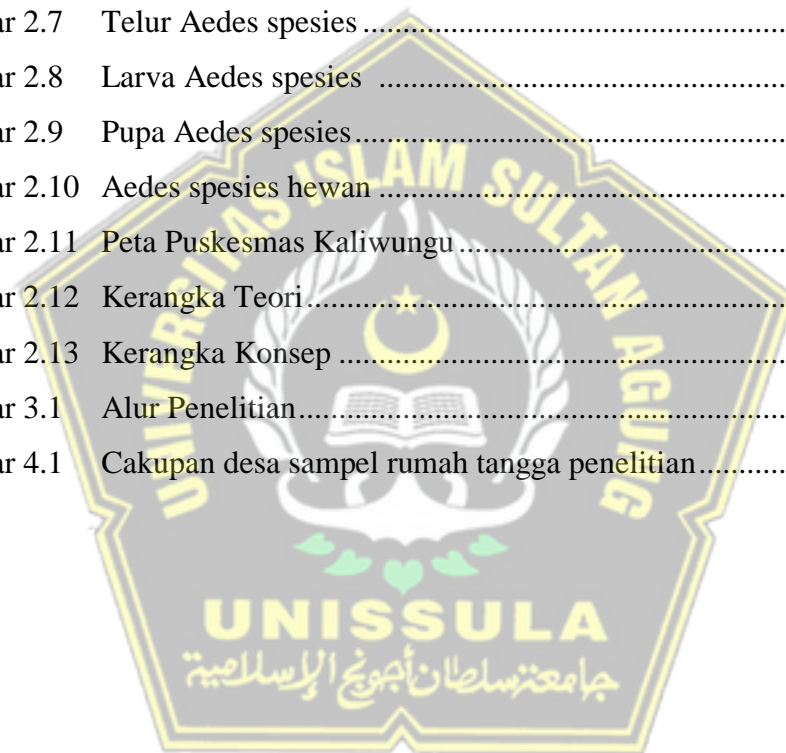 ar 2.7 Telur Aedes spesies ..............................................................
ar 2.8 Larva Aedes spesies ..............................................................
ar 2.9 Pupa Aedes spesies ..............................................................
ar 2.10 Aedes spesies hewan ..............................................................
ar 2.11 Peta Puskesmas Kaliwungu ..............................................................
ar 2.12 Kerangka Teori ..............................................................
ar 2.13 Kerangka Konsep ..............................................................
ar 3.1 Alur Penelitian ..............................................................
ar 4.1 Cakupan desa sampel rumah tangga penelitian ...........
UNIVERSITAS ISLAM SULTAN AGUNG
UNISSULA
جامعة سلطان أجونج الإسلامية